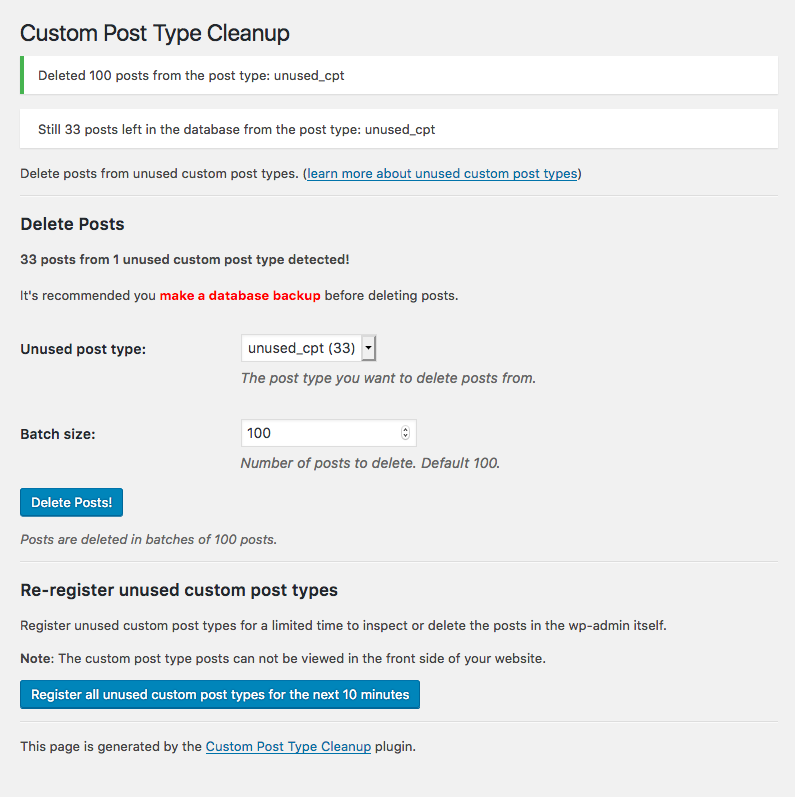 Custom Post Type Cleanup
Deleted 100 posts from the post type: unused_cpt
Still 33 posts left in the database from the post type: unused_cpt
Delete posts from unused custom post types. (learn more about unused custom post types)
Delete Posts
33 posts from 1 unused custom post type detected!
It's recommended you make a database backup before deleting posts.
Unused post type: unused_cpt (33)
The post type you want to delete posts from.
Batch size: 100
Number of posts to delete. Default 100.
Delete Posts!
Posts are deleted in batches of 100 posts.
Re-register unused custom post types
Register unused custom post types for a limited time to inspect or delete the posts in the wp-admin itself.
Note: The custom post type posts can not be viewed in the front side of your website.
Register all unused custom post types for the next 10 minutes
This page is generated by the Custom Post Type Cleanup plugin.